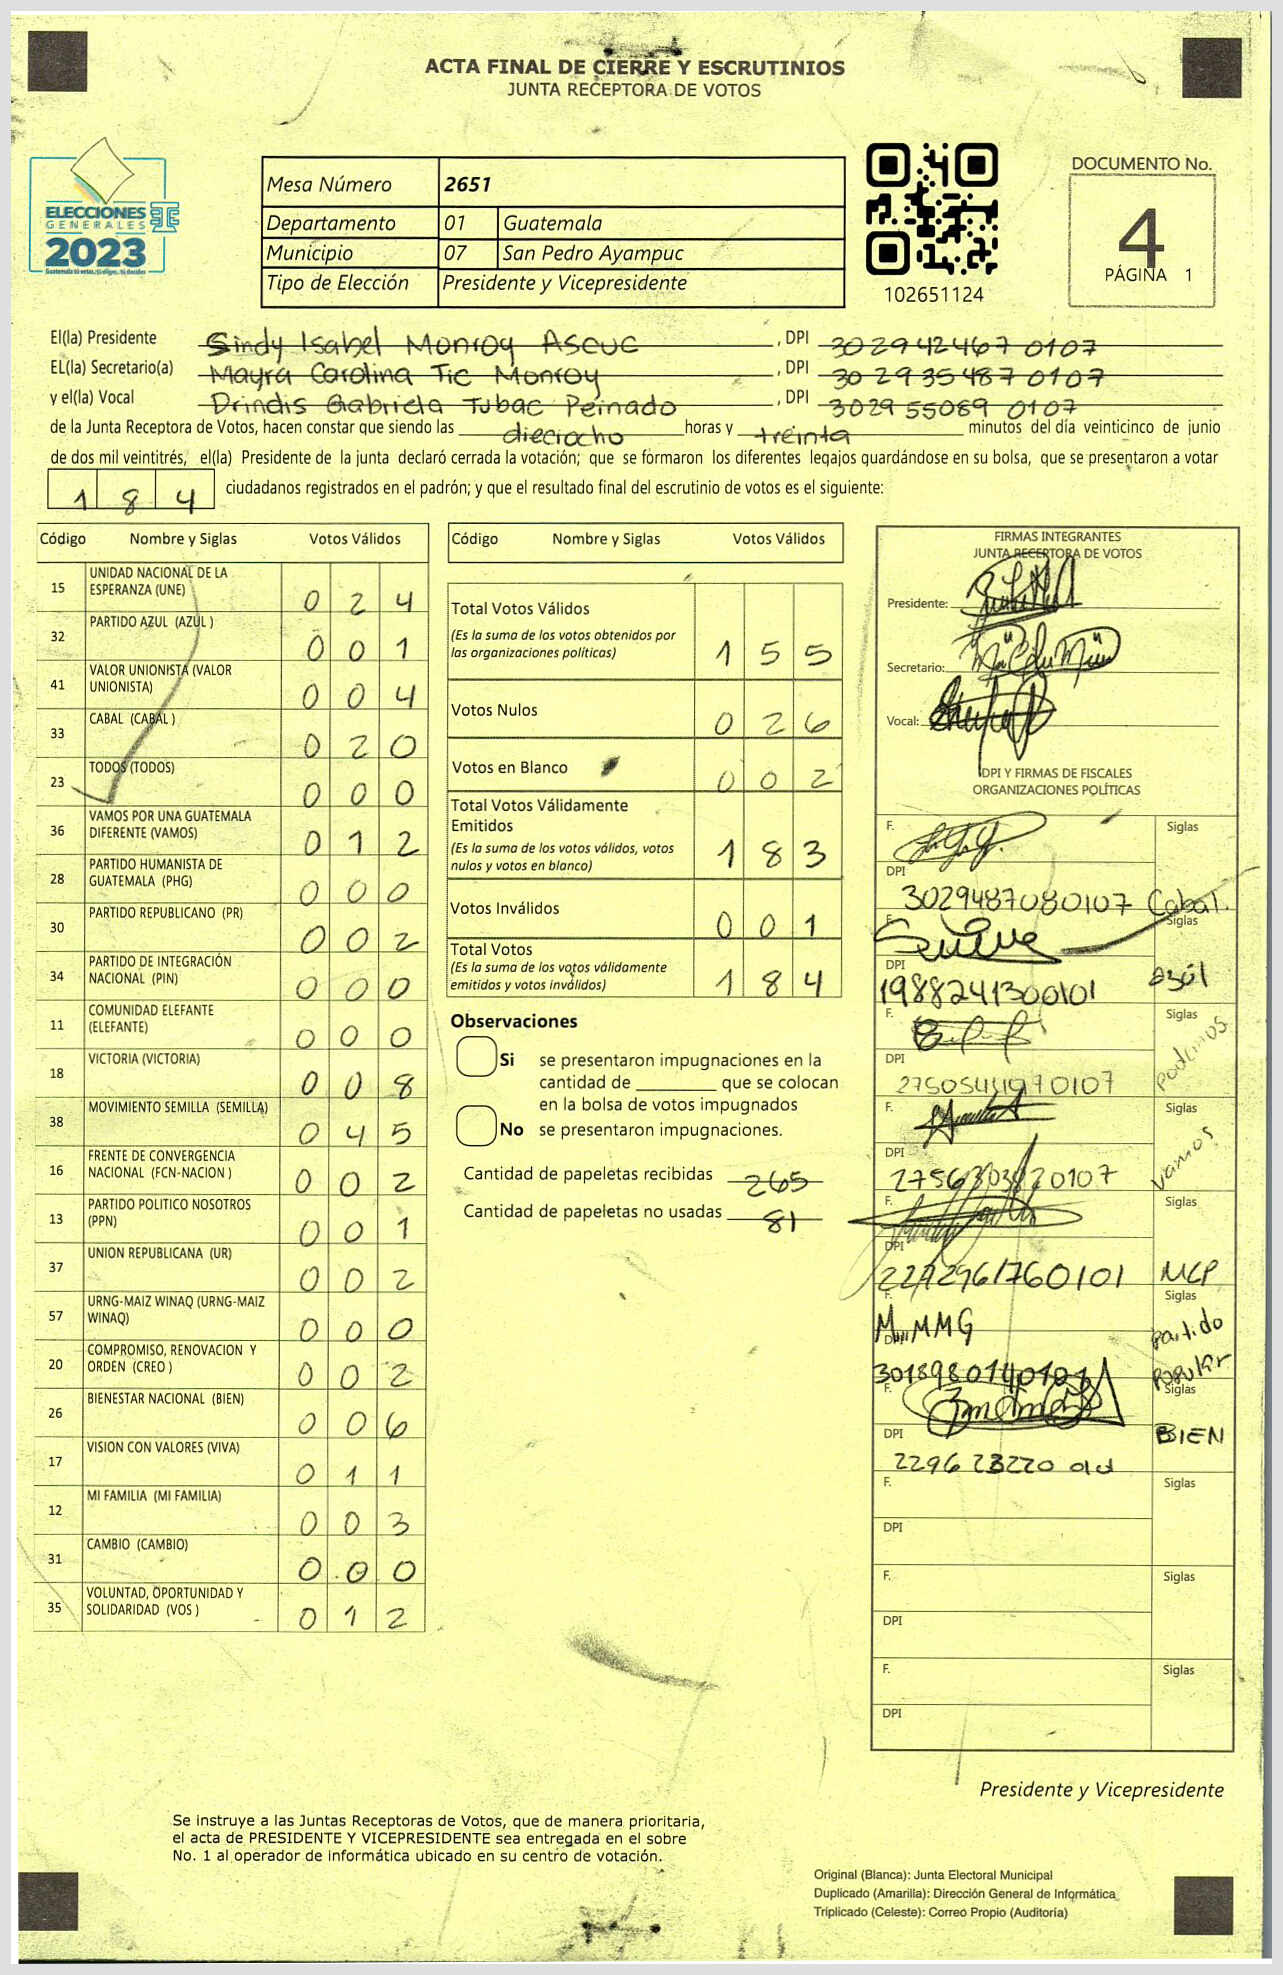 ACTA FINAL DE CIERRE Y ESCRUTINIOS
JUNTA RECEPTORA DE VOTOS
ELECCIONES
GENERALES
2023
Mesa Número 2651
Departamento 01 Guatemala
Municipio 07 San Pedro Ayampuc
Tipo de Elección Presidente y Vicepresidente
102651124
DOCUMENTO No.
4
PÁGINA 1
El(la) Presidente Sindy Isabel Monroy Ascuc , DPI 302942467 0107
EL(la) Secretario(a) Mayra Carolina Tic Monroy , DPI 30 2935487 0107
y el(la) Vocal Drindis Gabriela Tubac Peinado , DPI 3029 55089 0107
de la Junta Receptora de Votos, hacen constar que siendo las dieciocho horas y treinta minutos del día veinticinco de junio
de dos mil veintitrés, el(la) Presidente de la junta declaró cerrada la votación; que se formaron los diferentes legajos guardándose en su bolsa, que se presentaron a votar
1 8 4 ciudadanos registrados en el padrón; y que el resultado final del escrutinio de votos es el siguiente:
Código Nombre y Siglas Votos Válidos
15 UNIDAD NACIONAL DE LA ESPERANZA (UNE) 0 2 4
32 PARTIDO AZUL (AZUL ) 0 0 1
41 VALOR UNIONISTA (VALOR UNIONISTA) 0 0 4
33 CABAL (CABAL ) 0 2 0
23 TODOS (TODOS) 0 0 0
36 VAMOS POR UNA GUATEMALA DIFERENTE (VAMOS) 0 1 2
28 PARTIDO HUMANISTA DE GUATEMALA (PHG) 0 0 0
30 PARTIDO REPUBLICANO (PR) 0 0 2
34 PARTIDO DE INTEGRACIÓN NACIONAL (PIN) 0 0 0
11 COMUNIDAD ELEFANTE (ELEFANTE) 0 0 0
18 VICTORIA (VICTORIA) 0 0 8
38 MOVIMIENTO SEMILLA (SEMILLA) 0 4 5
16 FRENTE DE CONVERGENCIA NACIONAL (FCN-NACION ) 0 0 2
13 PARTIDO POLITICO NOSOTROS (PPN) 0 0 1
37 UNION REPUBLICANA (UR) 0 0 2
57 URNG-MAIZ WINAQ (URNG-MAIZ WINAQ) 0 0 0
20 COMPROMISO, RENOVACION Y ORDEN (CREO ) 0 0 2
26 BIENESTAR NACIONAL (BIEN) 0 0 6
17 VISION CON VALORES (VIVA) 0 1 1
12 MI FAMILIA (MI FAMILIA) 0 0 3
31 CAMBIO (CAMBIO) 0 0 0
35 VOLUNTAD, OPORTUNIDAD Y SOLIDARIDAD (VOS ) 0 1 2
Código Nombre y Siglas Votos Válidos
Total Votos Válidos
(Es la suma de los votos obtenidos por
las organizaciones políticas) 1 5 5
Votos Nulos 0 2 6
Votos en Blanco 0 0 2
Total Votos Válidamente
Emitidos
(Es la suma de los votos válidos, votos
nulos y votos en blanco) 1 8 3
Votos Inválidos 0 0 1
Total Votos
(Es la suma de los votos válidamente
emitidos y votos inválidos) 1 8 4
Observaciones
Si se presentaron impugnaciones en la
cantidad de ________ que se colocan
en la bolsa de votos impugnados
No se presentaron impugnaciones.
Cantidad de papeletas recibidas 265
Cantidad de papeletas no usadas 81
FIRMAS INTEGRANTES
JUNTA RECEPTORA DE VOTOS
Presidente:
Secretario:
Vocal:
DPI Y FIRMAS DE FISCALES
ORGANIZACIONES POLÍTICAS
F. Siglas
DPI
3029487080107 Cabal.
F. Siglas
DPI
1988241300101 azúl
F. Siglas
DPI Podemos
F. Siglas
DPI Vamos
F. Siglas
DPI
MLP
F. Siglas
M MMG partido
DPI
popular
F. Siglas
DPI BIEN
F. Siglas
DPI
F. Siglas
DPI
F. Siglas
DPI
Presidente y Vicepresidente
Se instruye a las Juntas Receptoras de Votos, que de manera prioritaria,
el acta de PRESIDENTE Y VICEPRESIDENTE sea entregada en el sobre
No. 1 al operador de informática ubicado en su centro de votación.
Original (Blanca): Junta Electoral Municipal
Duplicado (Amarilla): Dirección General de Informática
Triplicado (Celeste): Correo Propio (Auditoría)